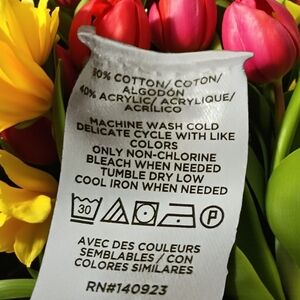 60% COTTON/ COTON/
ALGODÓN
40% ACRYLIC/ ACRYLIQUE/
ACRÍLICO
MACHINE WASH COLD
DELICATE CYCLE WITH LIKE
COLORS
ONLY NON-CHLORINE
BLEACH WHEN NEEDED
TUMBLE DRY LOW
COOL IRON WHEN NEEDED
30 P
AVEC DES COULEURS
SEMBLABLES / CON
COLORES SIMILARES
RN#140923